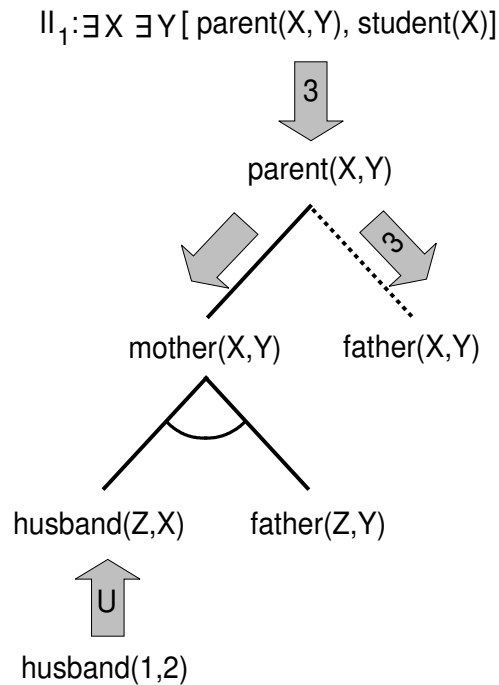 II₁:∃X ∃Y[ parent(X,Y), student(X)]
3
parent(X,Y)
3
mother(X,Y) father(X,Y)
husband(Z,X) father(Z,Y)
U
husband(1,2)